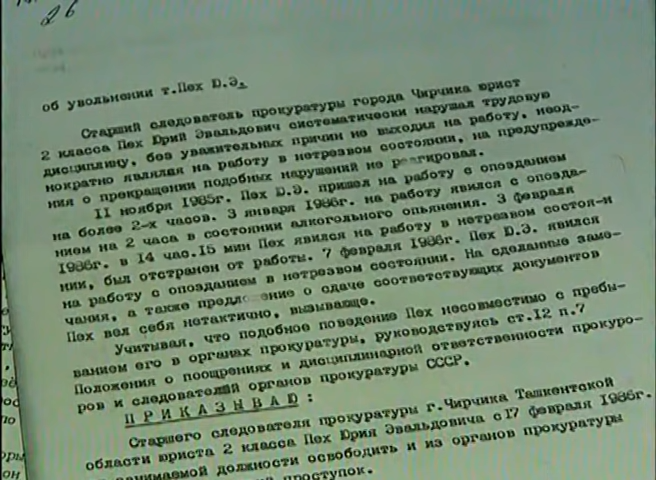 26
об увольнении т.Пех Ю.Э.
Старший следователь прокуратуры города Чирчика юрист
2 класса Пех Юрий Эвальдович систематически нарушал трудовую
дисциплину, без уважительных причин не выходил на работу, неод-
нократно являлся на работу в нетрезвом состоянии, на предупрежде-
ния о прекращении подобных нарушений не реагировал.
11 ноября 1985г. Пех Ю.Э. пришел на работу с опозданием
на более 2-х часов. 3 января 1986г. на работу явился с опозда-
нием на 2 часа в состоянии алкогольного опьянения. 3 февраля
1986г. в 14 час.15 мин Пех явился на работу в нетрезвом состоя-и
нии, был отстранен от работы. 7 февраля 1986г. Пех Ю.Э. явился
на работу с опозданием в нетрезвом состоянии. На сделанные заме-
чания, а также предложение о сдаче соответствующих документов
Пех вел себя нетактично, вызывающе.
Учитывая, что подобное поведение Пех несовместимо с пребы-
ванием его в органах прокуратуры, руководствуясь ст.12 п.7
Положения о поощрениях и дисциплинарной ответственности прокуро-
ров и следователей органов прокуратуры СССР,
ПРИКАЗЫВАЮ:
Старшего следователя прокуратуры г.Чирчика Ташкентской
области юриста 2 класса Пех Юрия Эвальдовича с 17 февраля 1986г.
занимаемой должности освободить и из органов прокуратуры
проступок.